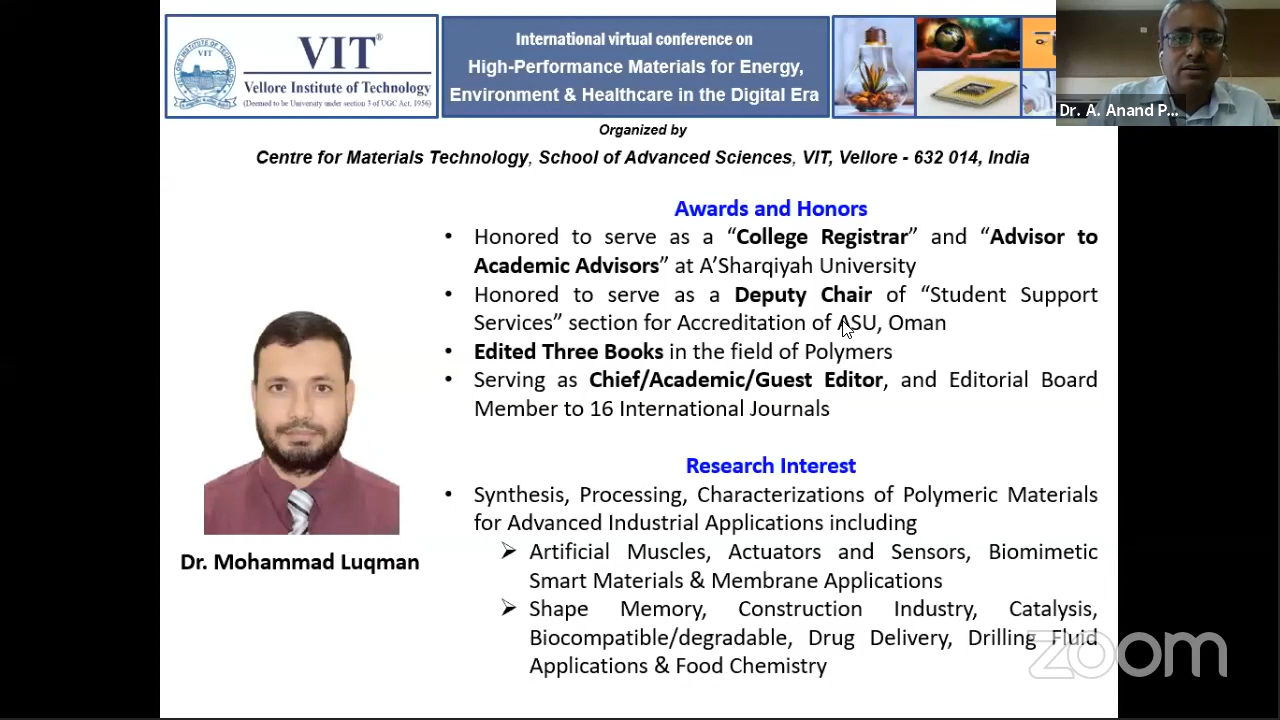 VIT®
Vellore Institute of Technology
(Deemed to be University under section 3 of UGC Act, 1956)
International virtual conference on
High-Performance Materials for Energy,
Environment & Healthcare in the Digital Era
Dr. A. Anand P...
Organized by
Centre for Materials Technology, School of Advanced Sciences, VIT, Vellore - 632 014, India
Awards and Honors
• Honored to serve as a “College Registrar” and “Advisor to
Academic Advisors” at A’Sharqiyah University
• Honored to serve as a Deputy Chair of “Student Support
Services” section for Accreditation of ASU, Oman
• Edited Three Books in the field of Polymers
• Serving as Chief/Academic/Guest Editor, and Editorial Board
Member to 16 International Journals
Dr. Mohammad Luqman
Research Interest
• Synthesis, Processing, Characterizations of Polymeric Materials
for Advanced Industrial Applications including
➢ Artificial Muscles, Actuators and Sensors, Biomimetic
Smart Materials & Membrane Applications
➢ Shape Memory, Construction Industry, Catalysis,
Biocompatible/degradable, Drug Delivery, Drilling Fluid
Applications & Food Chemistry
zoom